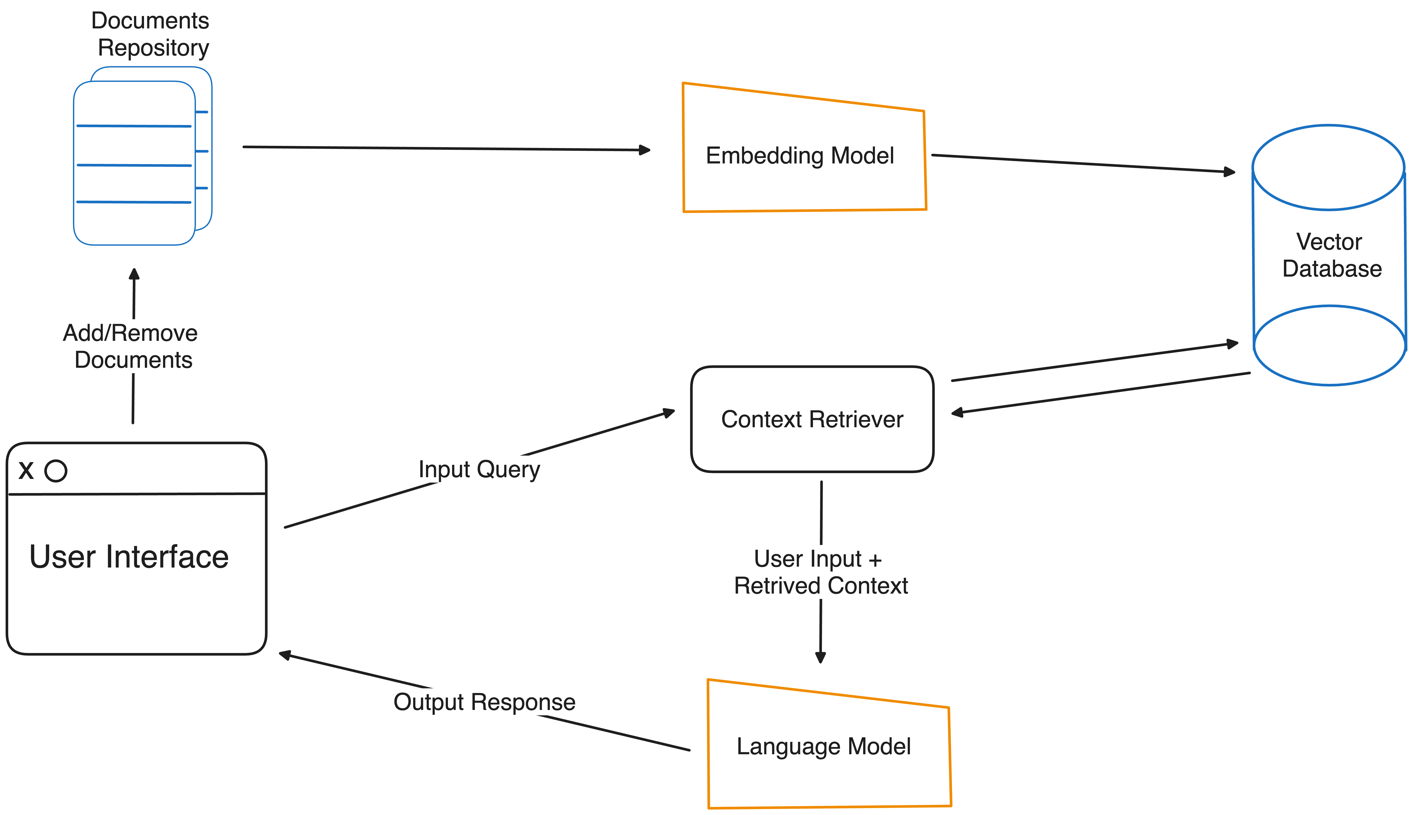 Documents
Repository
Embedding Model
Vector
Database
Add/Remove
Documents
Context Retriever
Input Query
X
User Interface
User Input +
Retrived Context
Output Response
Language Model